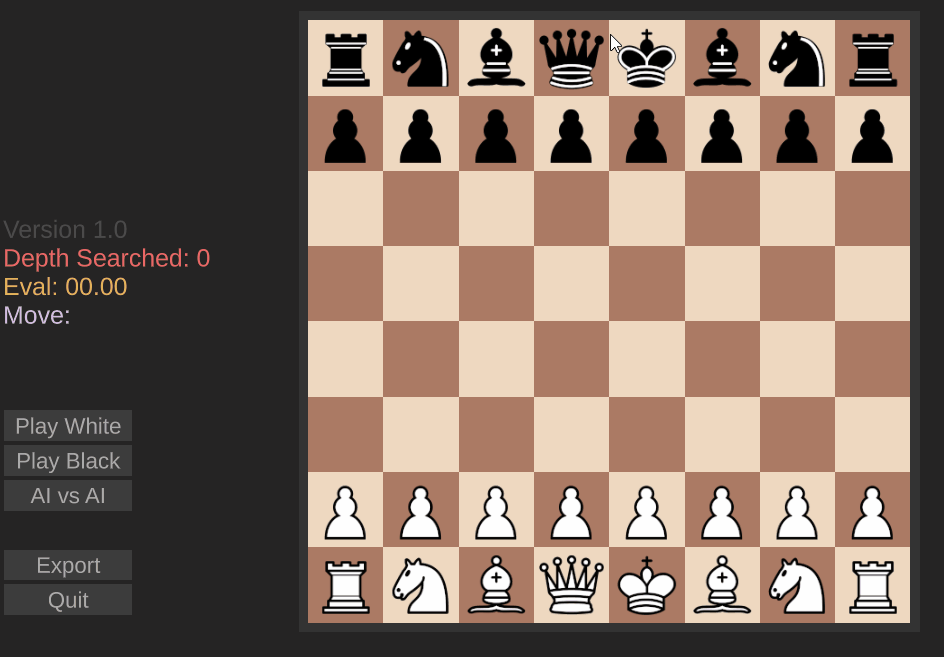 Version 1.0
Depth Searched: 0
Eval: 00.00
Move:
Play White
Play Black
AI vs AI
Export
Quit